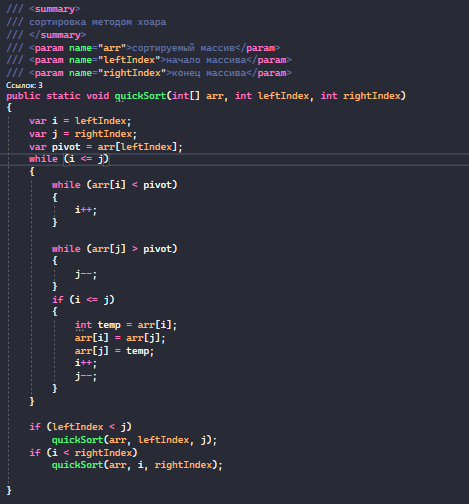 /// <summary>
/// сортировка методом хоара
/// </summary>
/// <param name="arr">сортируемый массив</param>
/// <param name="leftIndex">начало массива</param>
/// <param name="rightIndex">конец массива</param>
Ссылок: 3
public static void quickSort(int[] arr, int leftIndex, int rightIndex)
{
    var i = leftIndex;
    var j = rightIndex;
    var pivot = arr[leftIndex];
    while (i <= j)
    {
        while (arr[i] < pivot)
        {
            i++;
        }

        while (arr[j] > pivot)
        {
            j--;
        }
        if (i <= j)
        {
            int temp = arr[i];
            arr[i] = arr[j];
            arr[j] = temp;
            i++;
            j--;
        }
    }

    if (leftIndex < j)
        quickSort(arr, leftIndex, j);
    if (i < rightIndex)
        quickSort(arr, i, rightIndex);

}